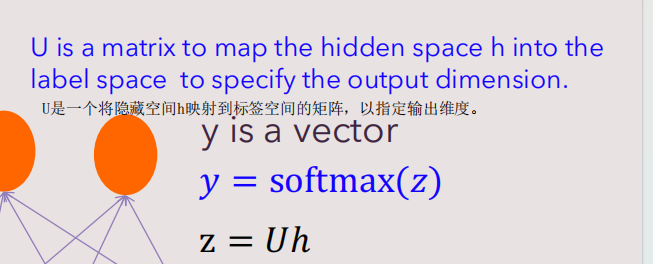 U is a matrix to map the hidden space h into the
label space to specify the output dimension.
U是一个将隐藏空间h映射到标签空间的矩阵，以指定输出维度。
y is a vector
y = softmax(z)
z = Uh